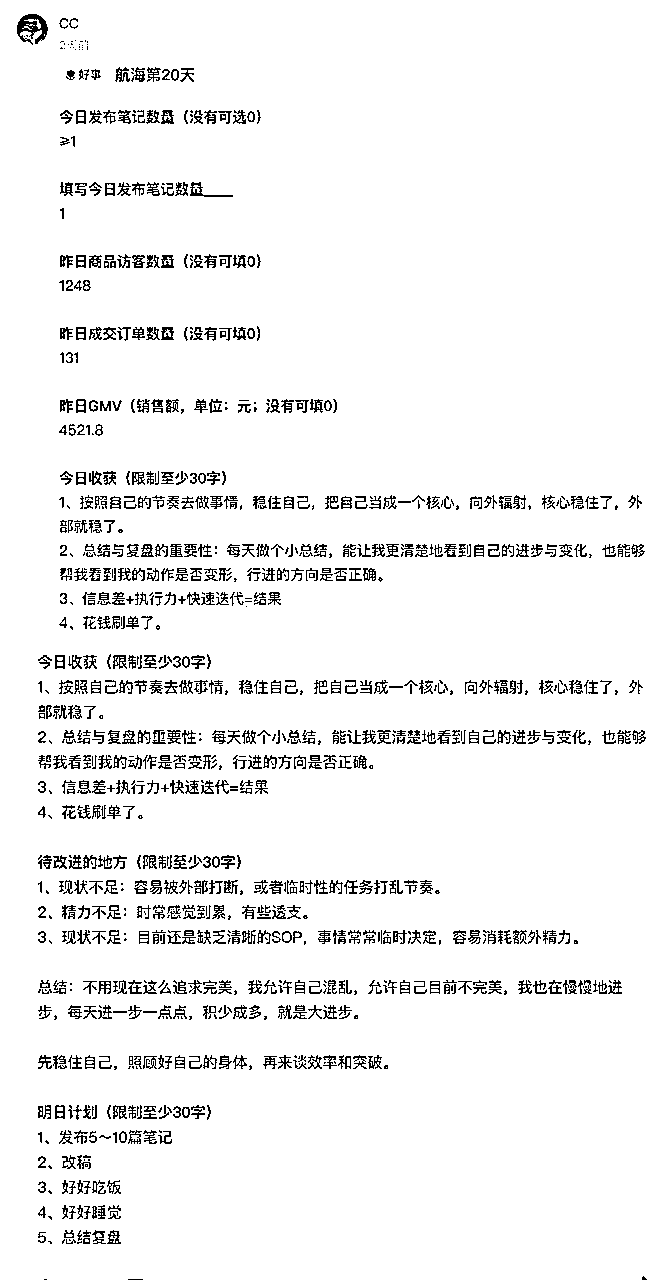 CC
2天前
好事 航海第20天
今日发布笔记数量（没有可选0）
≥1
填写今日发布笔记数量____
1
昨日商品访客数量（没有可填0）
1248
昨日成交订单数量（没有可填0）
131
昨日GMV（销售额，单位：元；没有可填0）
4521.8
今日收获（限制至少30字）
1、按照自己的节奏去做事情，稳住自己，把自己当成一个核心，向外辐射，核心稳住了，外
部就稳了。
2、总结与复盘的重要性：每天做个小总结，能让我更清楚地看到自己的进步与变化，也能够
帮我看到我的动作是否变形，行进的方向是否正确。
3、信息差+执行力+快速迭代=结果
4、花钱刷单了。
今日收获（限制至少30字）
1、按照自己的节奏去做事情，稳住自己，把自己当成一个核心，向外辐射，核心稳住了，外
部就稳了。
2、总结与复盘的重要性：每天做个小总结，能让我更清楚地看到自己的进步与变化，也能够
帮我看到我的动作是否变形，行进的方向是否正确。
3、信息差+执行力+快速迭代=结果
4、花钱刷单了。
待改进的地方（限制至少30字）
1、现状不足：容易被外部打断，或者临时性的任务打乱节奏。
2、精力不足：时常感觉到累，有些透支。
3、现状不足：目前还是缺乏清晰的SOP，事情常常临时决定，容易消耗额外精力。
总结：不用现在这么追求完美，我允许自己混乱，允许自己目前不完美，我也在慢慢地进
步，每天进一步一点点，积少成多，就是大进步。
先稳住自己，照顾好自己的身体，再来谈效率和突破。
明日计划（限制至少30字）
1、发布5～10篇笔记
2、改稿
3、好好吃饭
4、好好睡觉
5、总结复盘